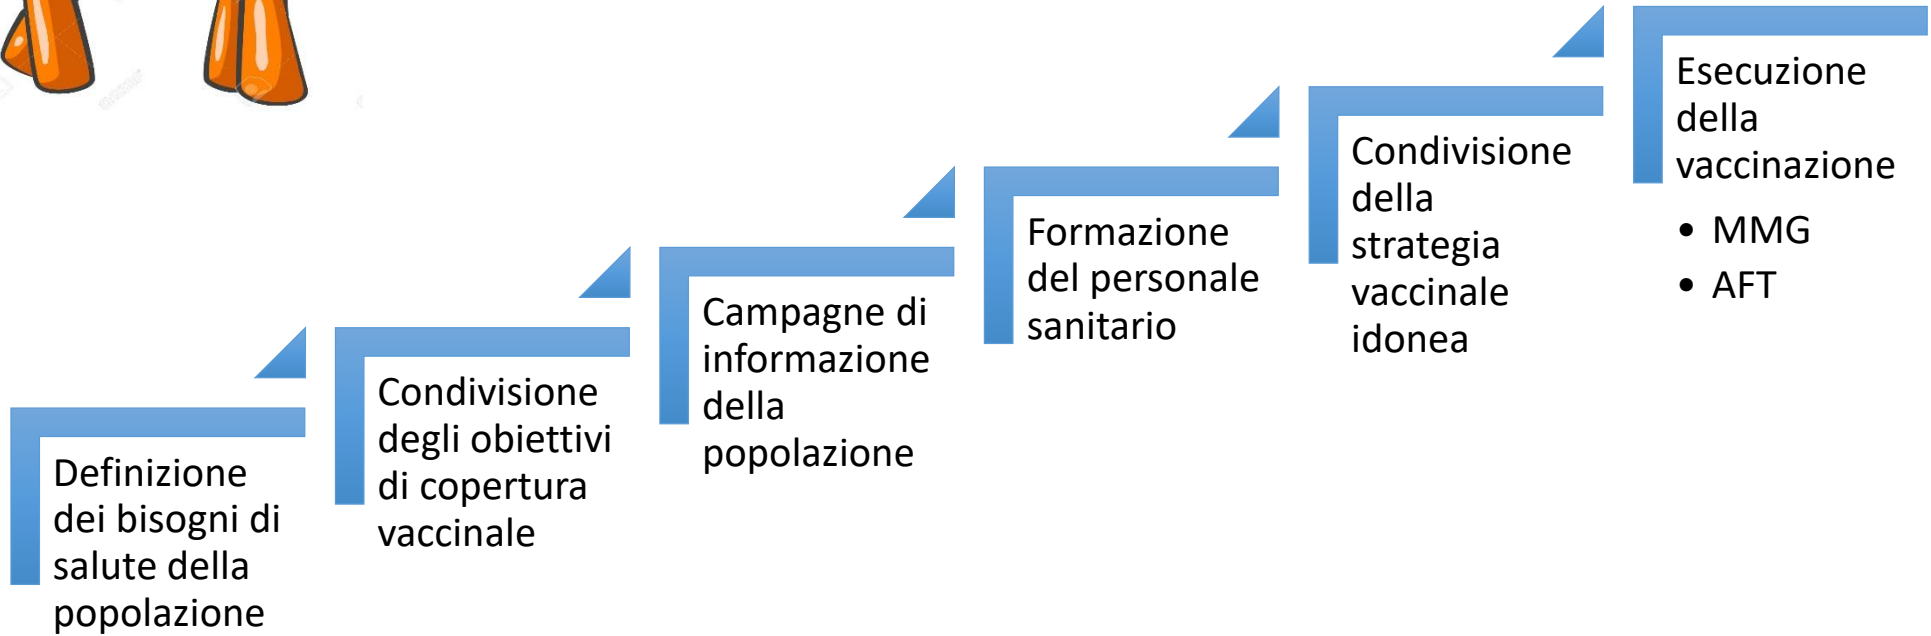 Definizione
dei bisogni di
salute della
popolazione
Condivisione
degli obiettivi
di copertura
vaccinale
Campagne di
informazione
della
popolazione
Formazione
del personale
sanitario
Condivisione
della
strategia
vaccinale
idonea
Esecuzione
della
vaccinazione
• MMG
• AFT